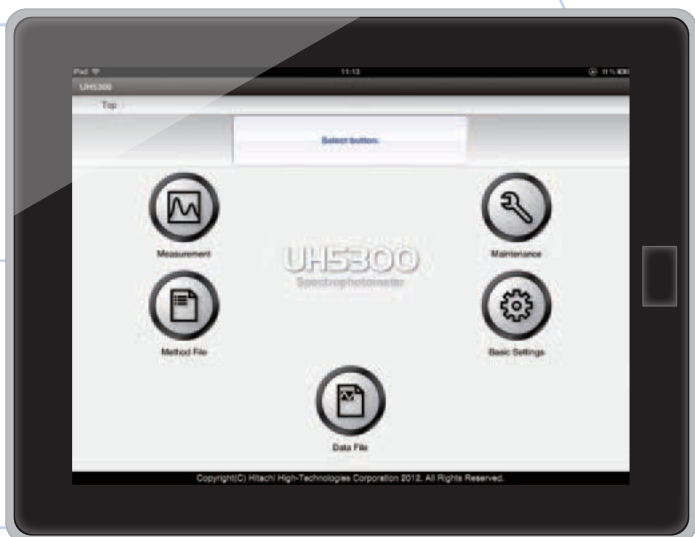 iPad 11:13 11%
UH5300
Top
Select button.
Measurement
Maintenance
UH5300
Spectrophotometer
Method File
Basic Settings
Data File
Copyright(C) Hitachi High-Technologies Corporation 2012. All Rights Reserved.